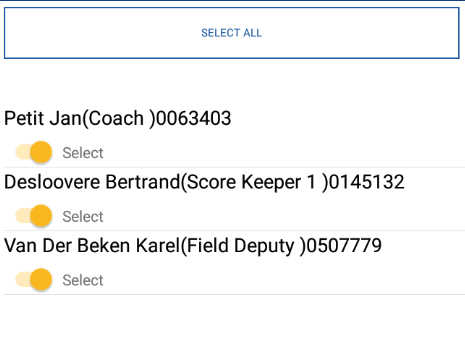 SELECT ALL
Petit Jan(Coach )0063403
Select
Desloovere Bertrand(Score Keeper 1 )0145132
Select
Van Der Beken Karel(Field Deputy )0507779
Select